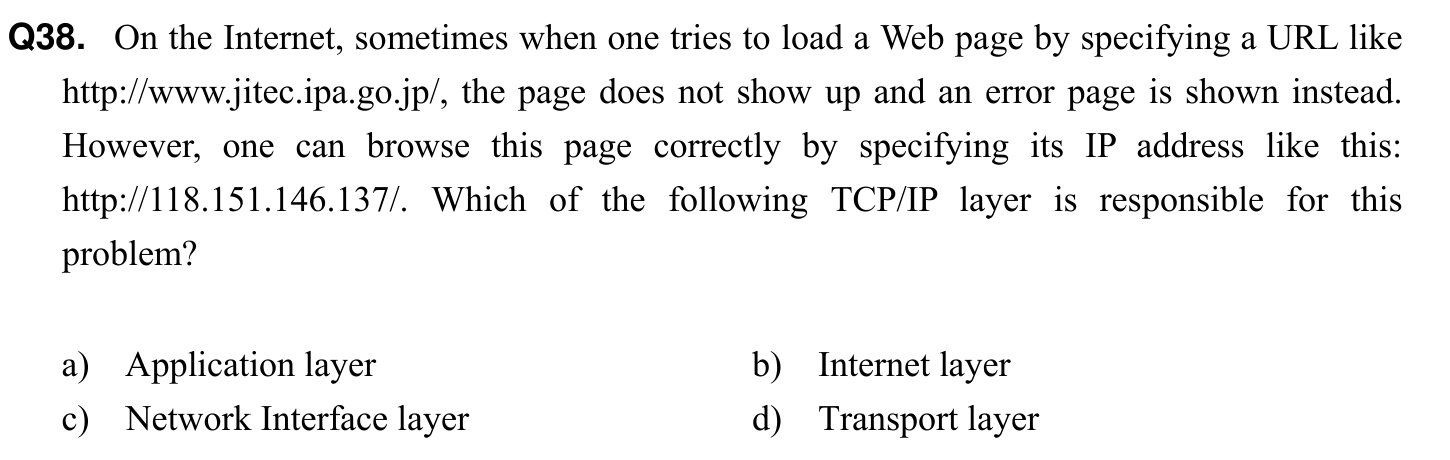 Q38. On the Internet, sometimes when one tries to load a Web page by specifying a URL like
http://www.jitec.ipa.go.jp/, the page does not show up and an error page is shown instead.
However, one can browse this page correctly by specifying its IP address like this:
http://118.151.146.137/. Which of the following TCP/IP layer is responsible for this
problem?
a) Application layer b) Internet layer
c) Network Interface layer d) Transport layer